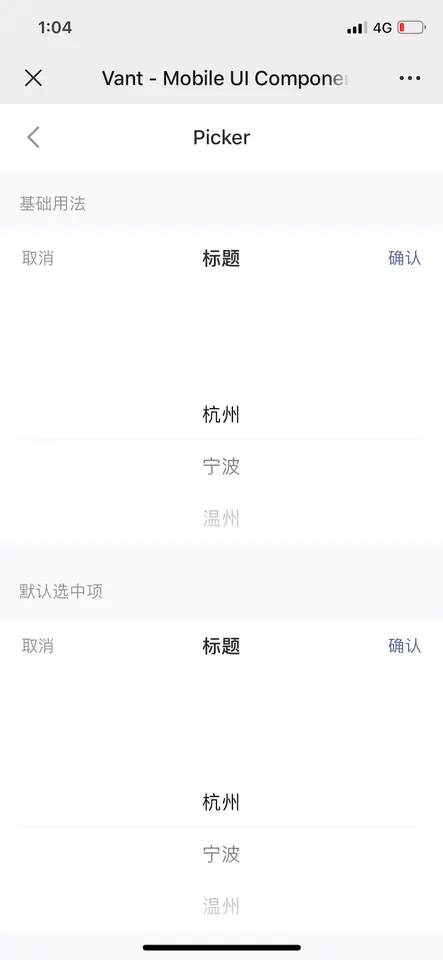 1:04
4G
Vant - Mobile UI Componen
Picker
基础用法
取消 标题 确认
杭州
宁波
温州
默认选中项
取消 标题 确认
杭州
宁波
温州